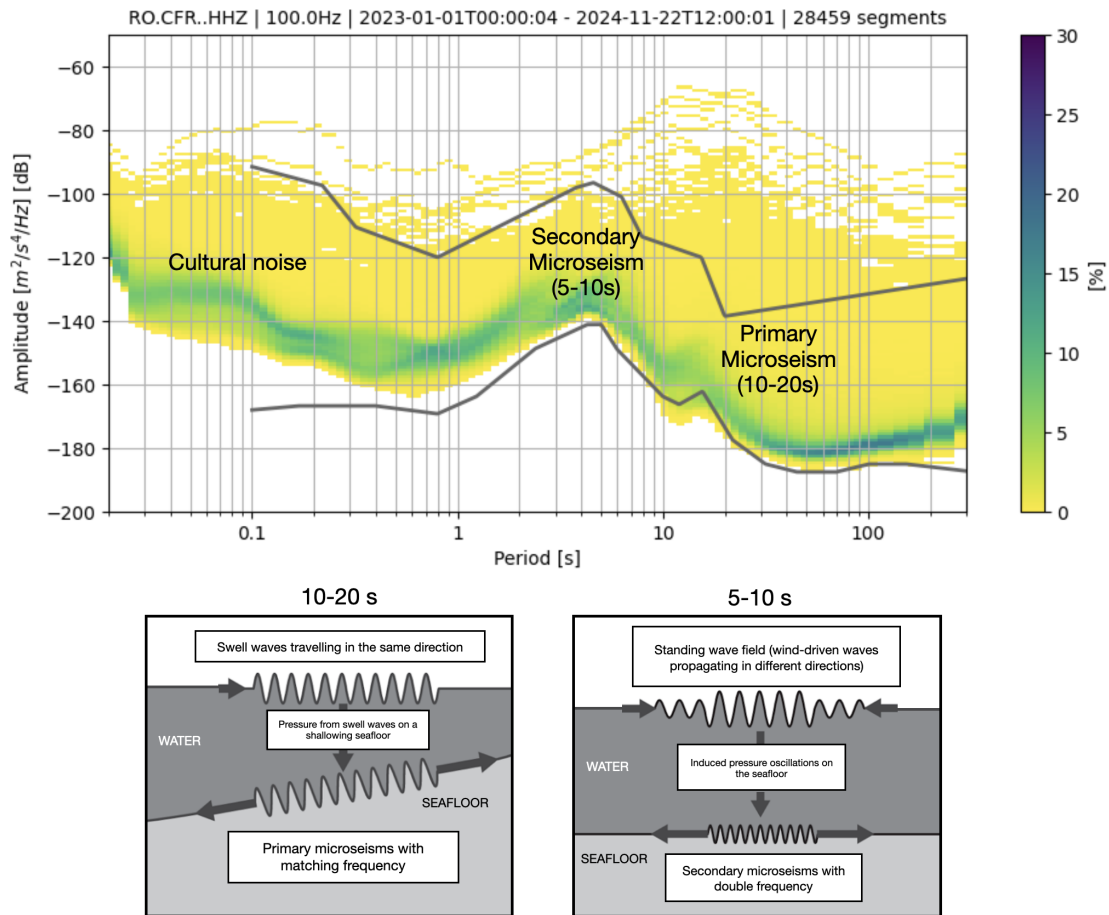 RO.CFR..HHZ | 100.0Hz | 2023-01-01T00:00:04 - 2024-11-22T12:00:01 | 28459 segments
Amplitude [m²/s⁴/Hz] [dB]
−60
−80
−100
−120
−140
−160
−180
−200
Cultural noise
Secondary
Microseism
(5-10s)
Primary
Microseism
(10-20s)
0.1
1
10
100
Period [s]
30
25
20
15
10
5
0
[%]
10-20 s
Swell waves travelling in the same direction
Pressure from swell waves on a
shallowing seafloor
WATER
SEAFLOOR
Primary microseisms with
matching frequency
5-10 s
Standing wave field (wind-driven waves
propagating in different directions)
WATER
Induced pressure oscillations on
the seafloor
SEAFLOOR
Secondary microseisms with
double frequency